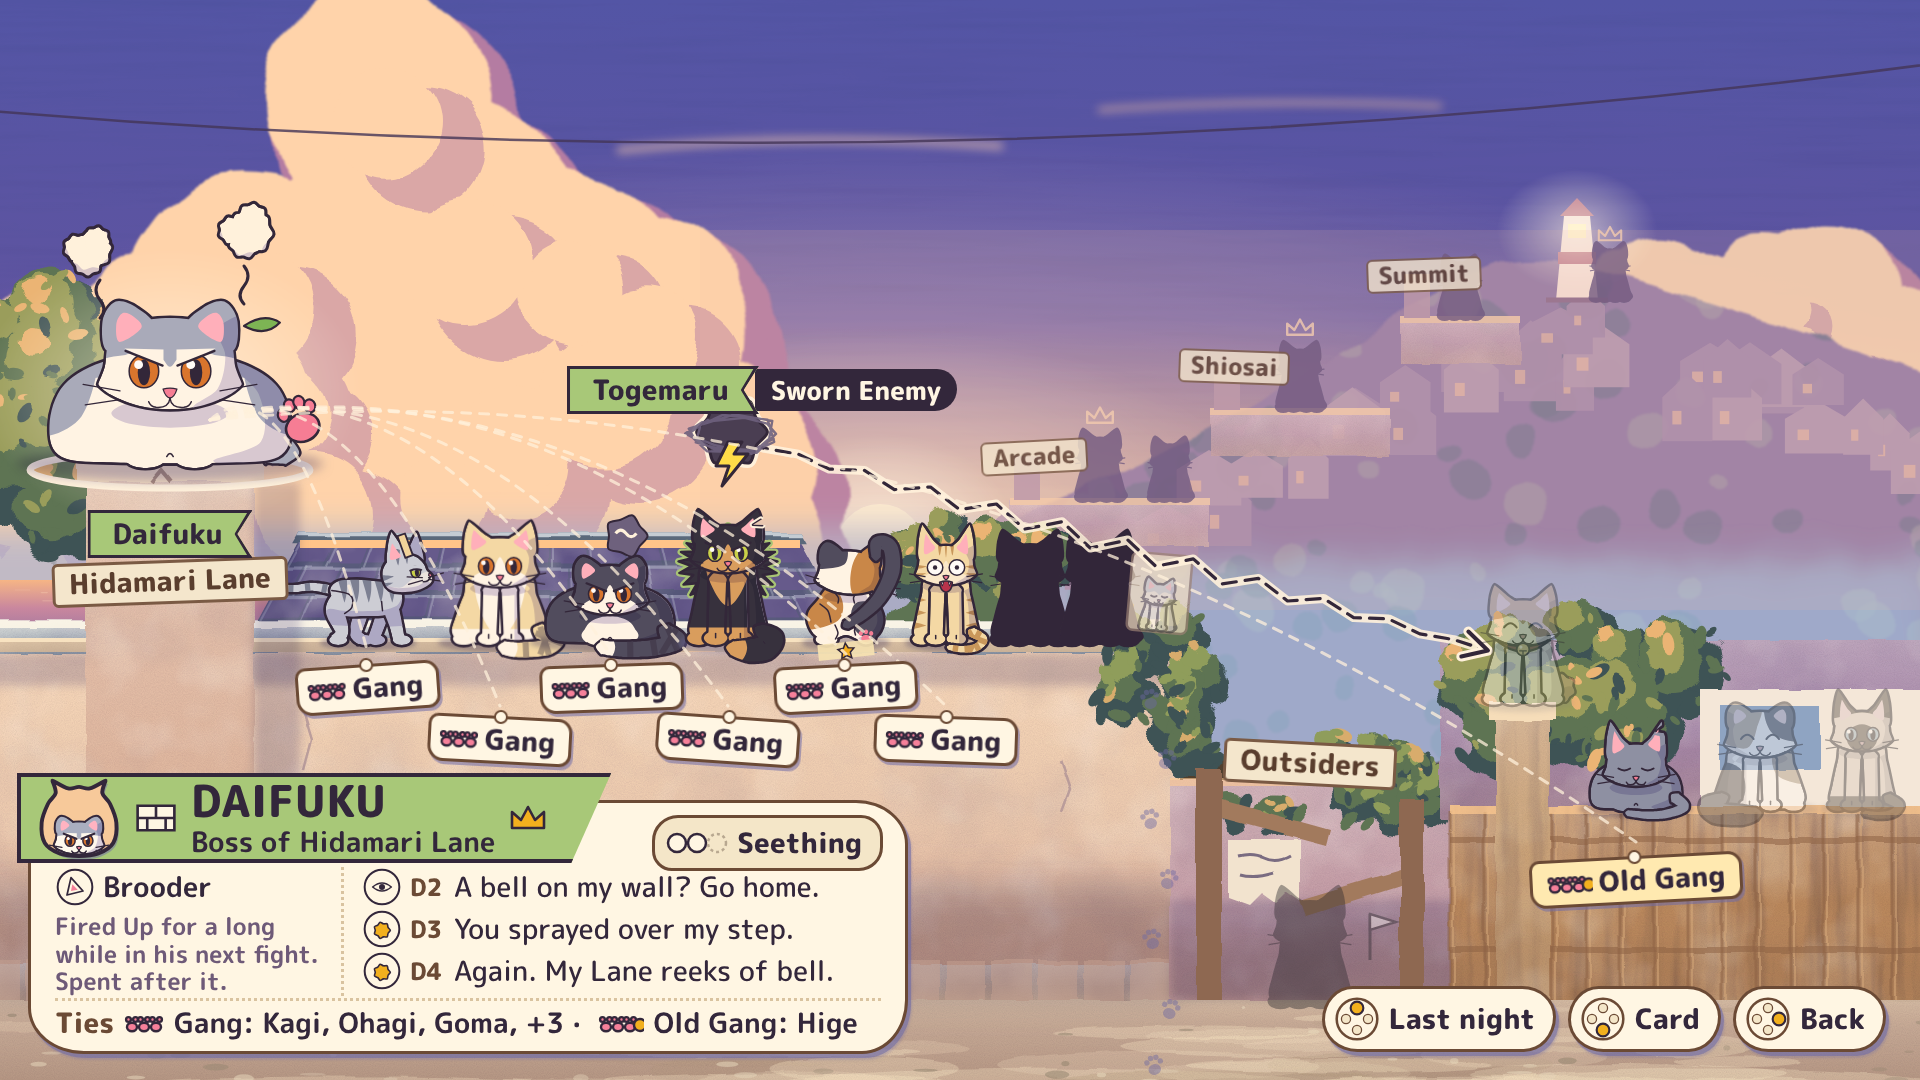 Summit
Shiosai
Togemaru
Sworn Enemy
Arcade
Daifuku
Hidamari Lane
Gang
Gang
Gang
Gang
Gang
Gang
Outsiders
Old Gang
DAIFUKU
Boss of Hidamari Lane
Seething
Brooder
Fired Up for a long
while in his next fight.
Spent after it.
D2 A bell on my wall? Go home.
D3 You sprayed over my step.
D4 Again. My Lane reeks of bell.
Ties Gang: Kagi, Ohagi, Goma, +3 · Old Gang: Hige
Last night
Card
Back